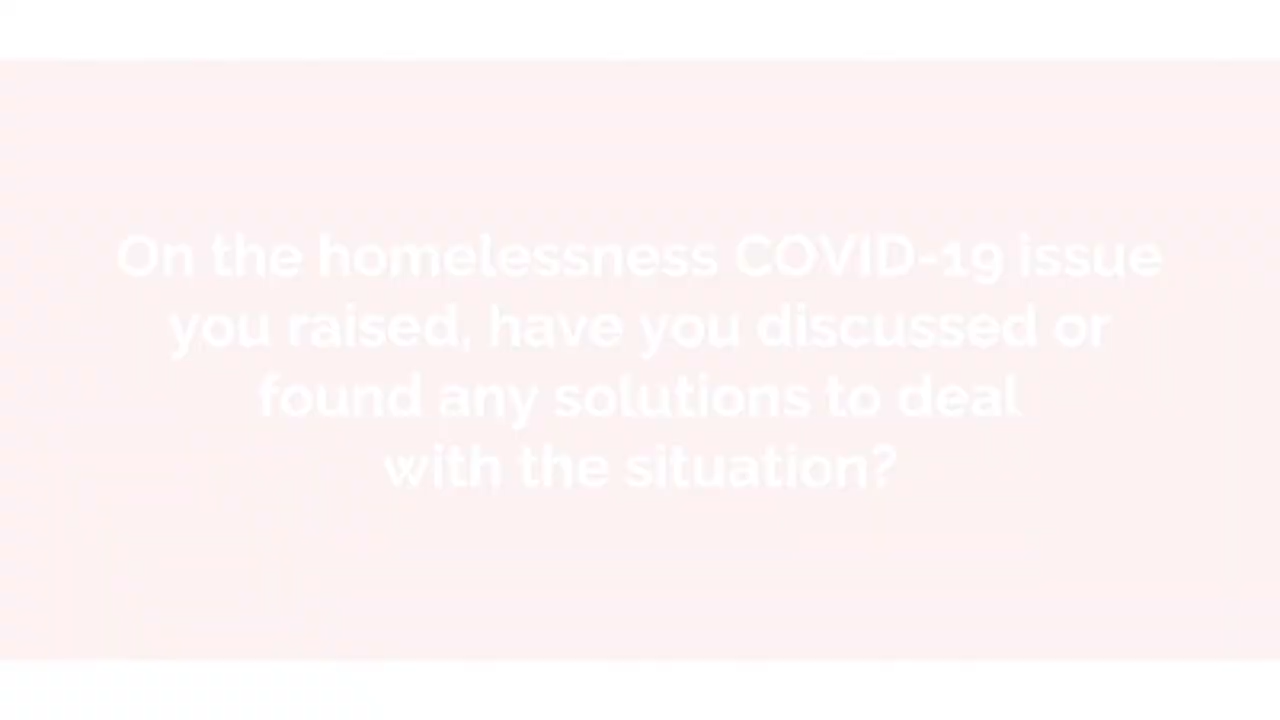 On the homelessness COVID-19 issue
you raised, have you discussed or
found any solutions to deal
with the situation?